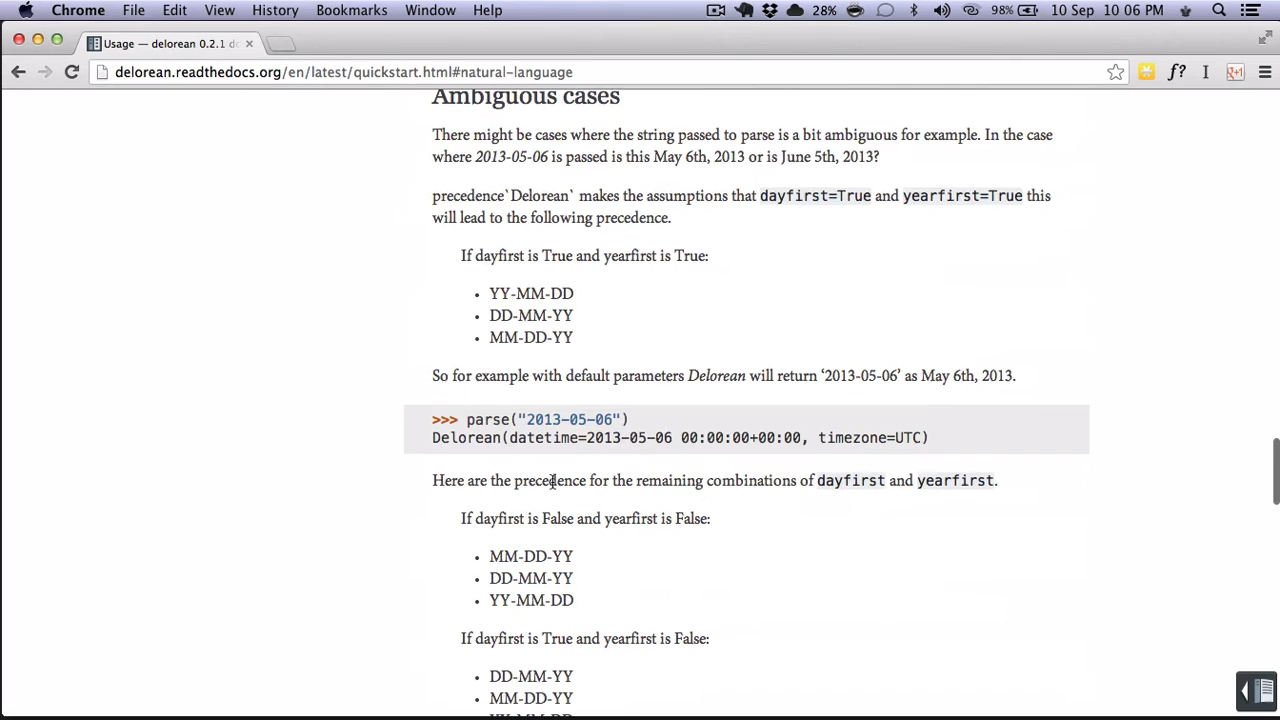 Chrome File Edit View History Bookmarks Window Help 28% 98% 10 Sep 10:06 PM
Usage — delorean 0.2.1 d
delorean.readthedocs.org/en/latest/quickstart.html#natural-language f? g+1
Ambiguous cases
There might be cases where the string passed to parse is a bit ambiguous for example. In the case
where 2013-05-06 is passed is this May 6th, 2013 or is June 5th, 2013?
precedence`Delorean` makes the assumptions that dayfirst=True and yearfirst=True this
will lead to the following precedence.
If dayfirst is True and yearfirst is True:
• YY-MM-DD
• DD-MM-YY
• MM-DD-YY
So for example with default parameters Delorean will return ‘2013-05-06’ as May 6th, 2013.
>>> parse("2013-05-06")
Delorean(datetime=2013-05-06 00:00:00+00:00, timezone=UTC)
Here are the precedence for the remaining combinations of dayfirst and yearfirst.
If dayfirst is False and yearfirst is False:
• MM-DD-YY
• DD-MM-YY
• YY-MM-DD
If dayfirst is True and yearfirst is False:
• DD-MM-YY
• MM-DD-YY